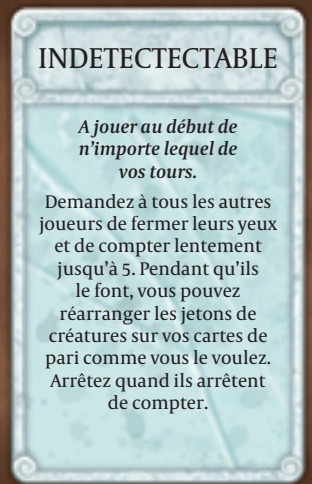 INDETECTECTABLE
A jouer au début de
n’importe lequel de
vos tours.
Demandez à tous les autres
joueurs de fermer leurs yeux
et de compter lentement
jusqu’à 5. Pendant qu’ils
le font, vous pouvez
réarranger les jetons de
créatures sur vos cartes de
pari comme vous le voulez.
Arrêtez quand ils arrêtent
de compter.